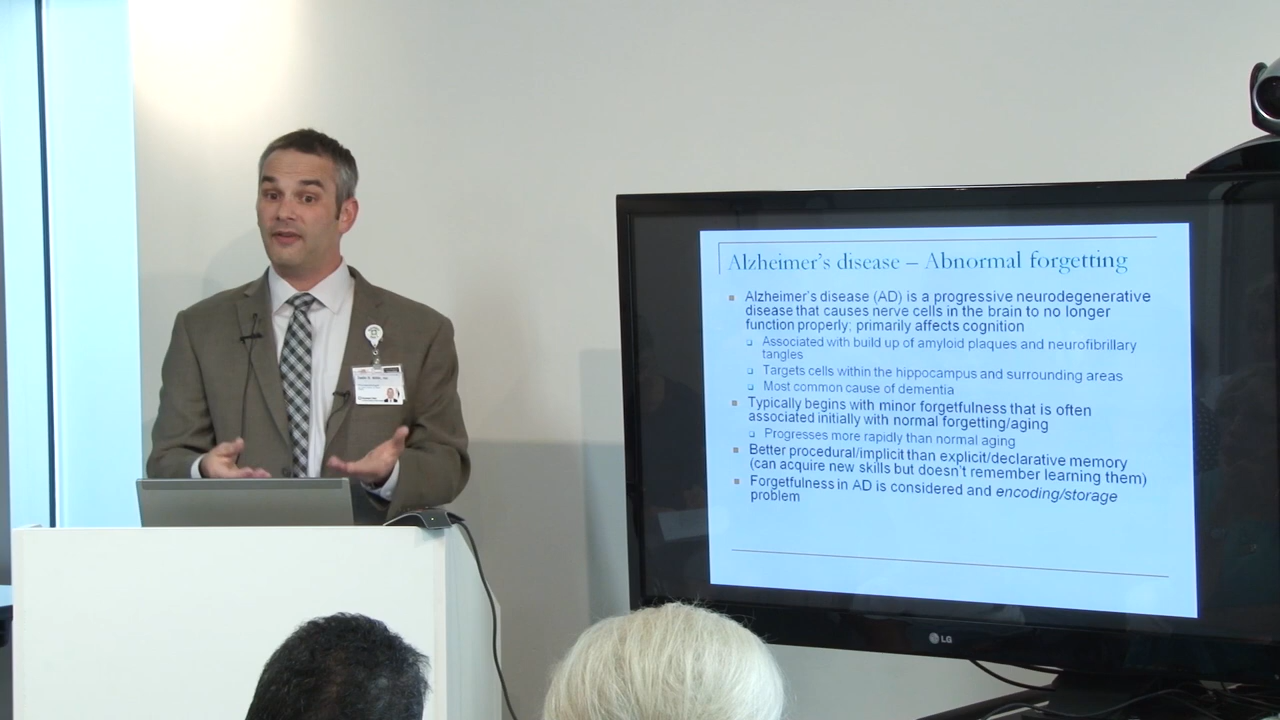 Alzheimer's disease – Abnormal forgetting
Alzheimer's disease (AD) is a progressive neurodegenerative
disease that causes nerve cells in the brain to no longer
function properly; primarily affects cognition
Associated with build up of amyloid plaques and neurofibrillary
tangles
Targets cells within the hippocampus and surrounding areas
Most common cause of dementia
Typically begins with minor forgetfulness that is often
associated initially with normal forgetting/aging
Progresses more rapidly than normal aging
Better procedural/implicit than explicit/declarative memory
(can acquire new skills but doesn't remember learning them)
Forgetfulness in AD is considered and encoding/storage
problem
LG